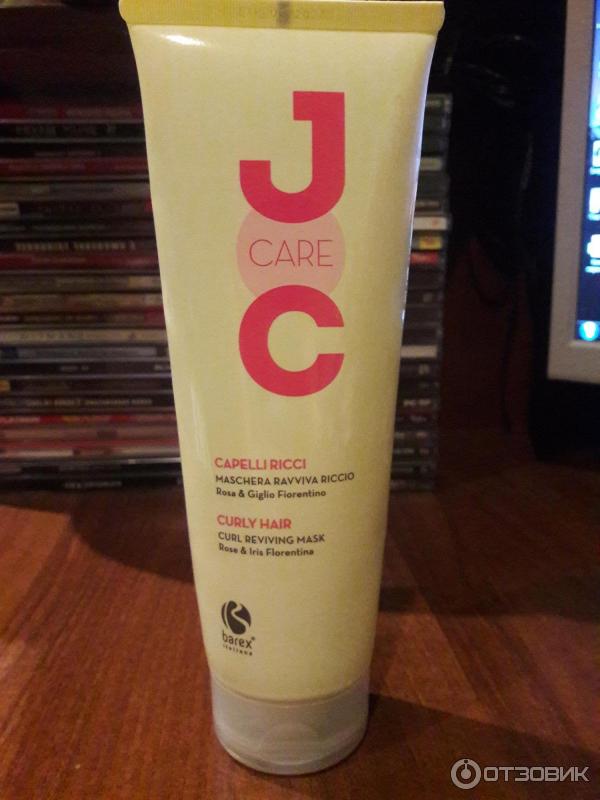 J
CARE
C
CAPELLI RICCI
MASCHERA RAVVIVA RICCIO
Rosa & Giglio Fiorentino
CURLY HAIR
CURL REVIVING MASK
Rose & Iris Florentina
barex®
italiana
ОТЗОВИК